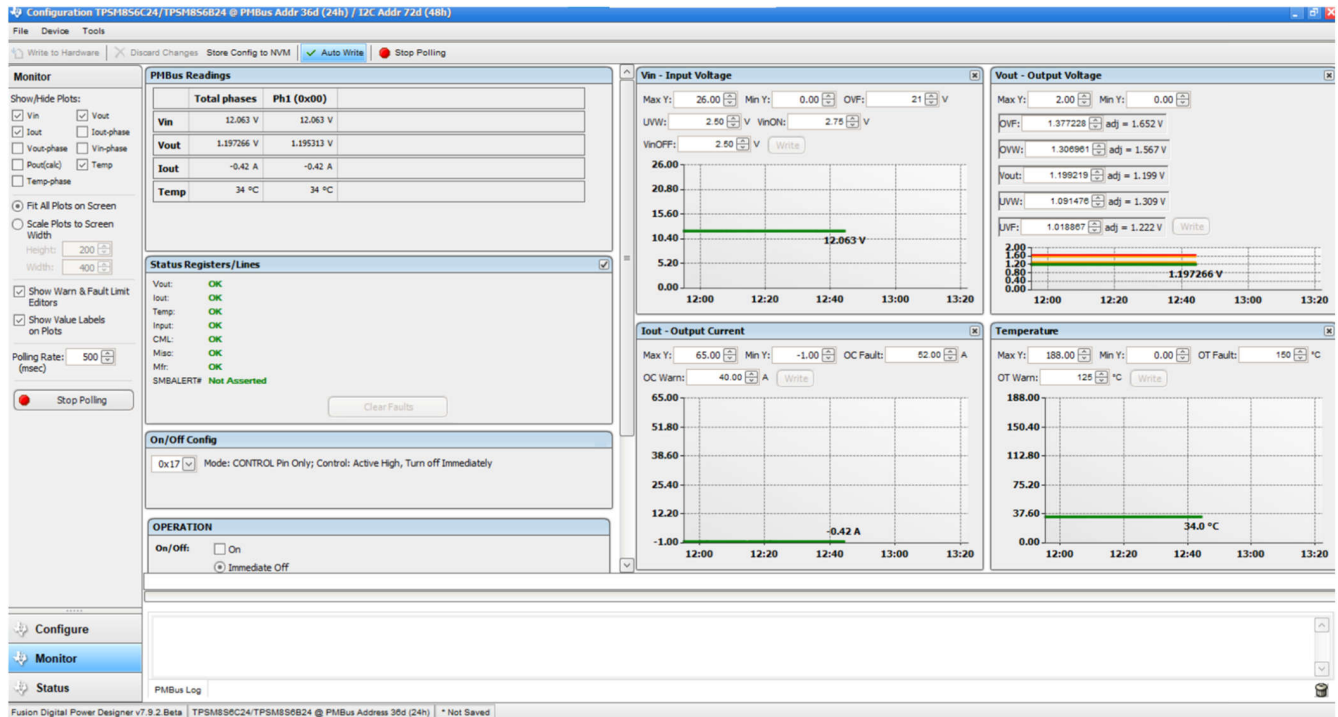 Configuration TPSM8S6C24/TPSM8S6B24 @ PMBus Addr 36d (24h) / I2C Addr 72d (48h)
File Device Tools
Write to Hardware Discard Changes Store Config to NVM Auto Write Stop Polling
Monitor
Show/Hide Plots:
Vin Vout
Iout Iout-phase
Vout-phase Vin-phase
Pout(calc) Temp
Temp-phase
Fit All Plots on Screen
Scale Plots to Screen
Width
Height: 200
Width: 400
Show Warn & Fault Limit
Editors
Show Value Labels
on Plots
Polling Rate: 500
(msec)
Stop Polling
Configure
Monitor
Status
PMBus Readings
Total phases Ph1 (0x00)
Vin 12.063 V 12.063 V
Vout 1.197266 V 1.195313 V
Iout -0.42 A -0.42 A
Temp 34 °C 34 °C
Status Registers/Lines
Vout: OK
Iout: OK
Temp: OK
Input: OK
CML: OK
Misc: OK
Mfr: OK
SMBALERT# Not Asserted
Clear Faults
On/Off Config
0x17 Mode: CONTROL Pin Only; Control: Active High, Turn off Immediately
OPERATION
On/Off: On
Immediate Off
Vin - Input Voltage
Max Y: 26.00 Min Y: 0.00 OVF: 21 V
UVW: 2.50 V VinON: 2.75 V
VinOFF: 2.50 V Write
26.00
20.80
15.60
10.40
5.20
0.00
12.063 V
12:00 12:20 12:40 13:00 13:20
Vout - Output Voltage
Max Y: 2.00 Min Y: 0.00
OVF: 1.377228 adj = 1.652 V
OVW: 1.306961 adj = 1.567 V
Vout: 1.199219 adj = 1.199 V
UVW: 1.091476 adj = 1.309 V
UVF: 1.018867 adj = 1.222 V Write
2.00
1.60
1.20
0.80
0.40
0.00
1.197266 V
12:00 12:20 12:40 13:00 13:20
Iout - Output Current
Max Y: 65.00 Min Y: -1.00 OC Fault: 52.00 A
OC Warn: 40.00 A Write
65.00
51.80
38.60
25.40
12.20
-1.00
-0.42 A
12:00 12:20 12:40 13:00 13:20
Temperature
Max Y: 188.00 Min Y: 0.00 OT Fault: 150 °C
OT Warn: 125 °C Write
188.00
150.40
112.80
75.20
37.60
0.00
34.0 °C
12:00 12:20 12:40 13:00 13:20
PMBus Log
Fusion Digital Power Designer v7.9.2.Beta TPSM8S6C24/TPSM8S6B24 @ PMBus Address 36d (24h) * Not Saved